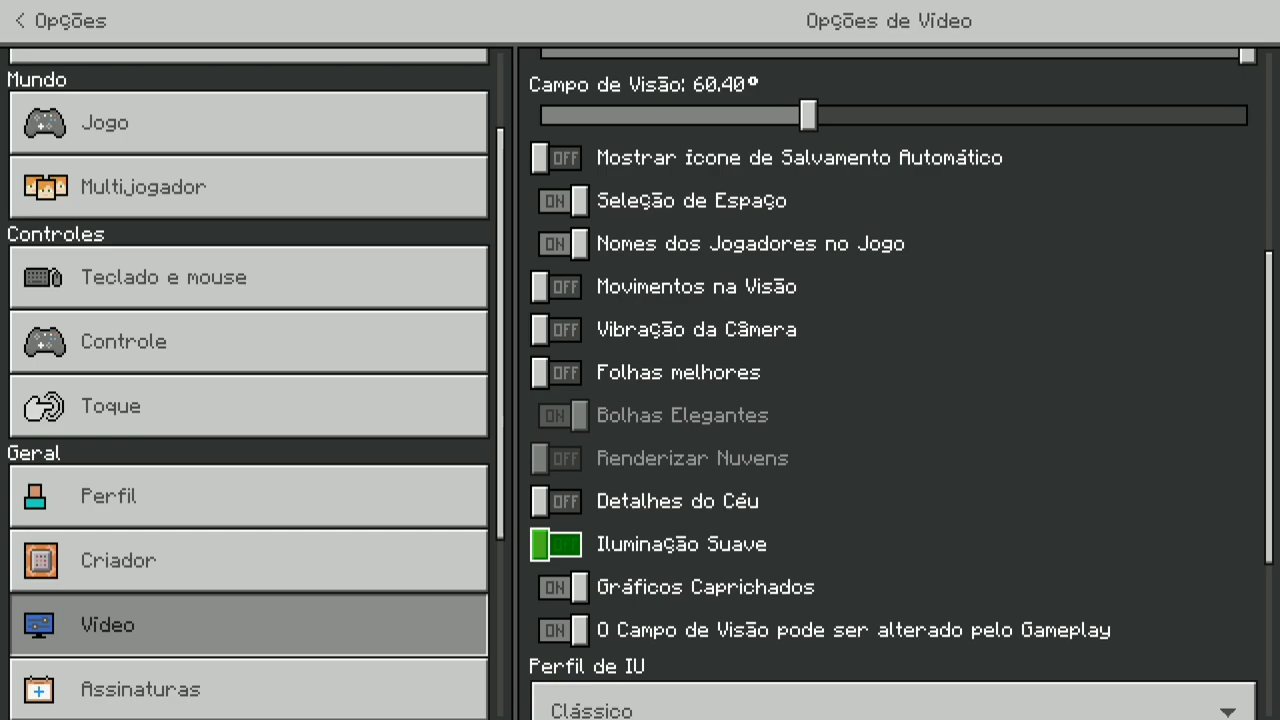 < Opções
Opções de Vídeo
Mundo
Jogo
Multijogador
Controles
Teclado e mouse
Controle
Toque
Geral
Perfil
Criador
Vídeo
Assinaturas
Campo de Visão: 60.40°
OFF Mostrar ícone de Salvamento Automático
ON Seleção de Espaço
ON Nomes dos Jogadores no Jogo
OFF Movimentos na Visão
OFF Vibração da Câmera
OFF Folhas melhores
ON Bolhas Elegantes
OFF Renderizar Nuvens
OFF Detalhes do Céu
OFF Iluminação Suave
ON Gráficos Caprichados
ON O Campo de Visão pode ser alterado pelo Gameplay
Perfil de IU
Clássico